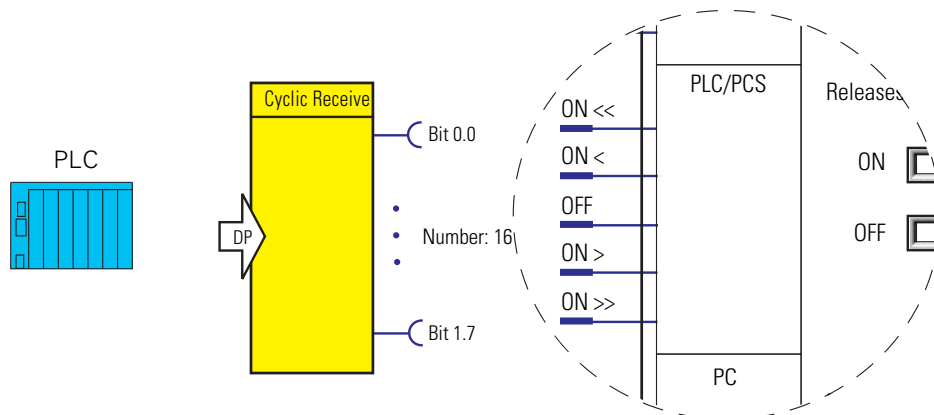 PLC
Cyclic Receive
DP
Bit 0.0
Number: 16
Bit 1.7
PLC/PCS
ON <<
ON <
OFF
ON >
ON >>
PC
Releases
ON
OFF